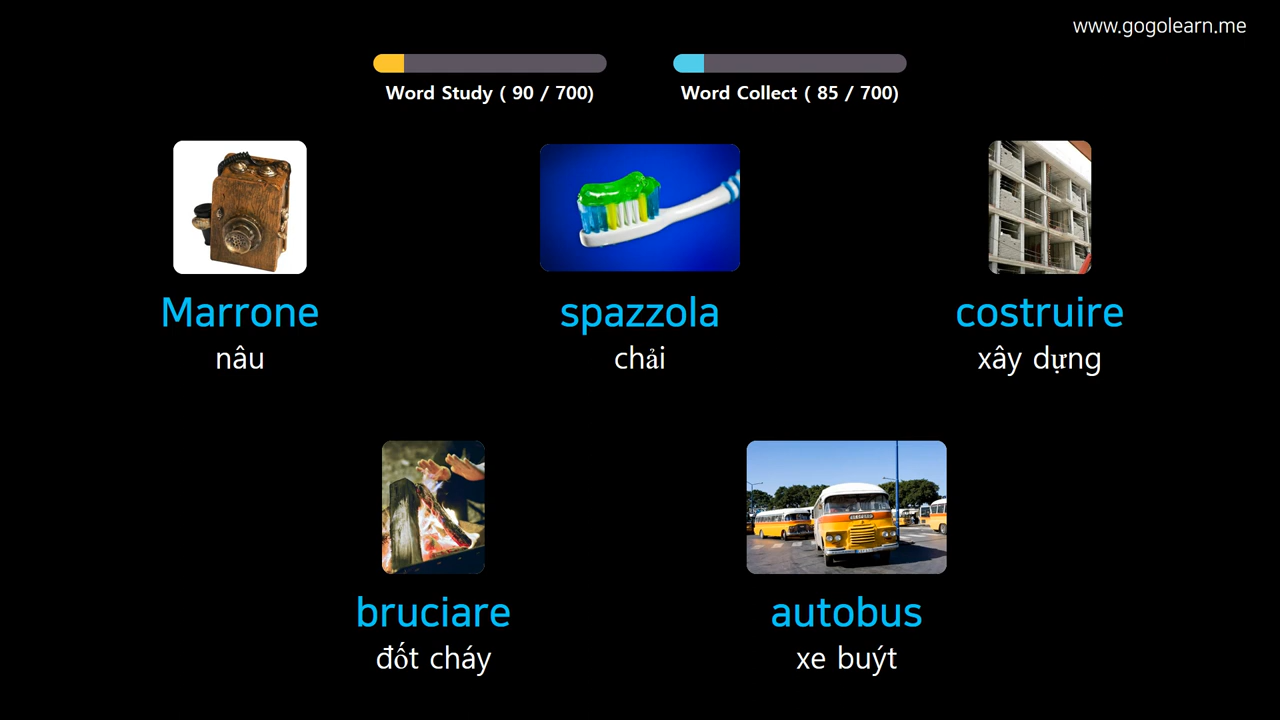 www.gogolearn.me
Word Study ( 90 / 700)
Word Collect ( 85 / 700)
Marrone
nâu
spazzola
chải
costruire
xây dựng
bruciare
đốt cháy
autobus
xe buýt